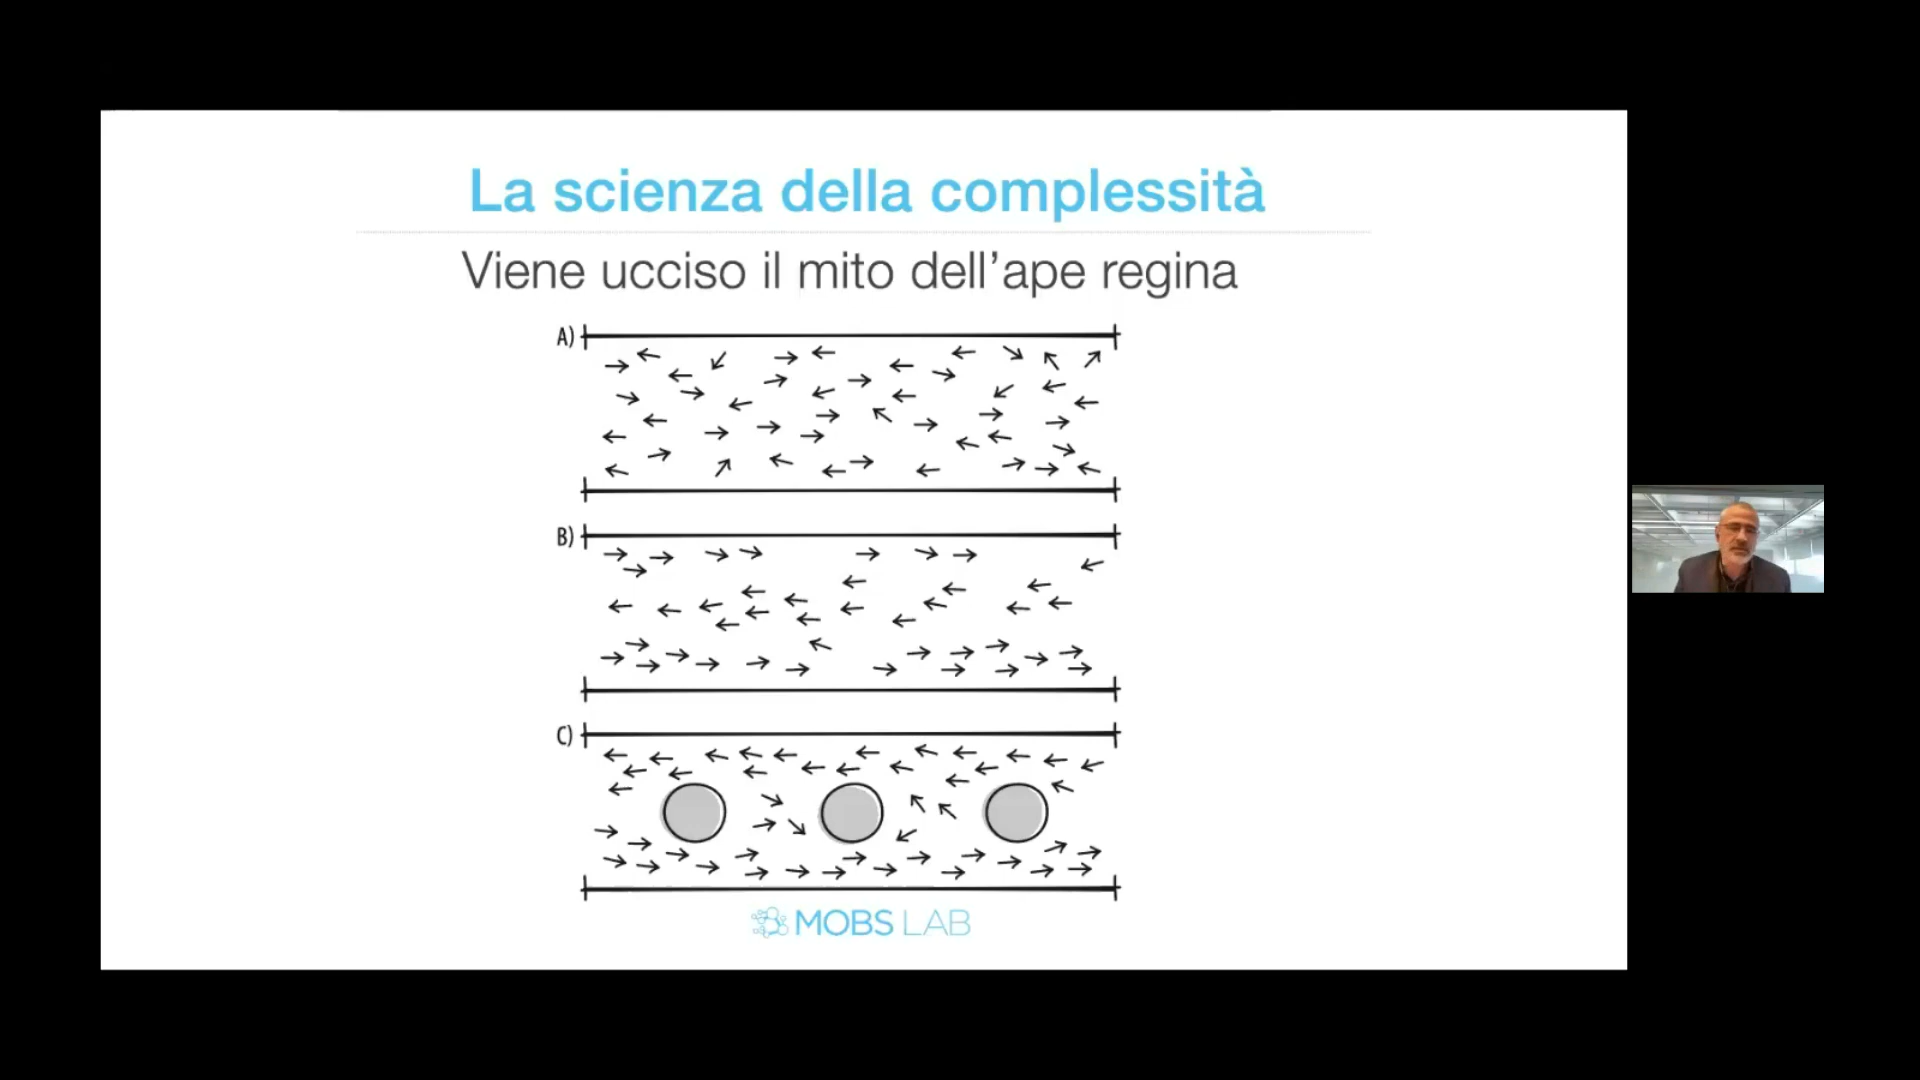 La scienza della complessità
Viene ucciso il mito dell’ape regina
A)
B)
C)
MOBS LAB